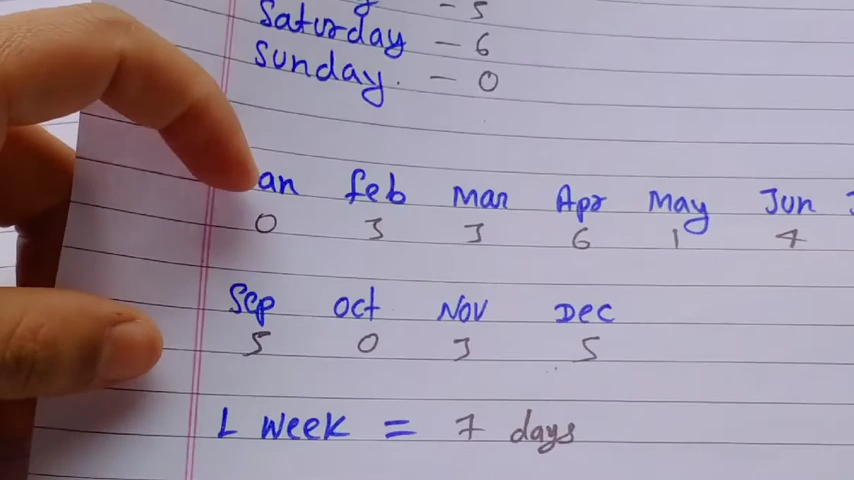 - 5
Saturday - 6
Sunday. - 0
an feb Mar Apr May Jun
0 3 3 6 1 4
Sep Oct Nov Dec
5 0 3 5
1 week = 7 days